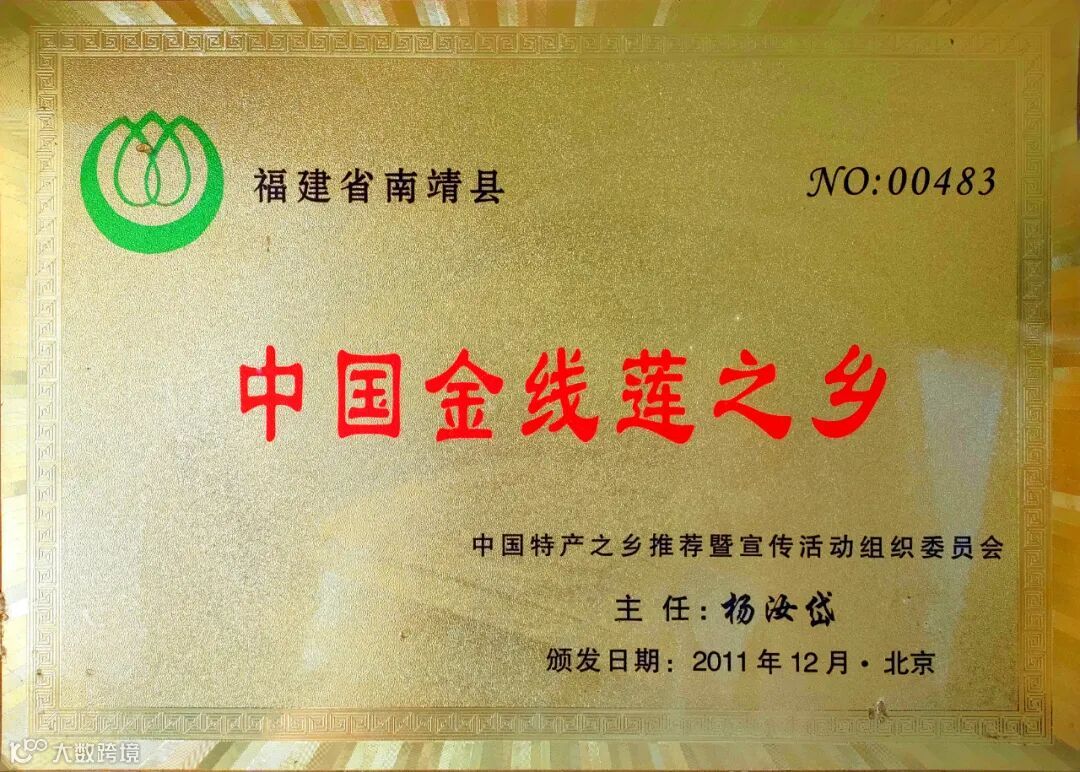 福建省南靖县
NO:00483
中国金线莲之乡
中国特产之乡推荐暨宣传活动组织委员会
主 任:杨汝岱
颁发日期:2011年12月·北京
大数跨境